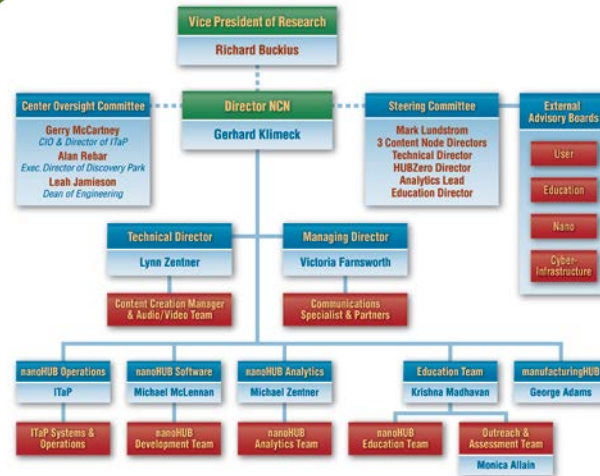 Vice President of Research
Richard Buckius
Center Oversight Committee
Gerry McCartney
CIO & Director of ITaP
Alan Rebar
Exec. Director of Discovery Park
Leah Jamieson
Dean of Engineering
Director NCN
Gerhard Klimeck
Steering Committee
Mark Lundstrom
3 Content Node Directors
Technical Director
HUBZero Director
Analytics Lead
Education Director
External
Advisory Boards
User
Education
Nano
Cyber-
Infrastructure
Technical Director
Lynn Zentner
Content Creation Manager
& Audio/Video Team
Managing Director
Victoria Farnsworth
Communications
Specialist & Partners
nanoHUB Operations
ITaP
ITaP Systems &
Operations
nanoHUB Software
Michael McLennan
nanoHUB
Development Team
nanoHUB Analytics
Michael Zentner
nanoHUB
Analytics Team
Education Team
Krishna Madhavan
nanoHUB
Education Team
Outreach &
Assessment Team
Monica Allain
manufacturingHUB
George Adams